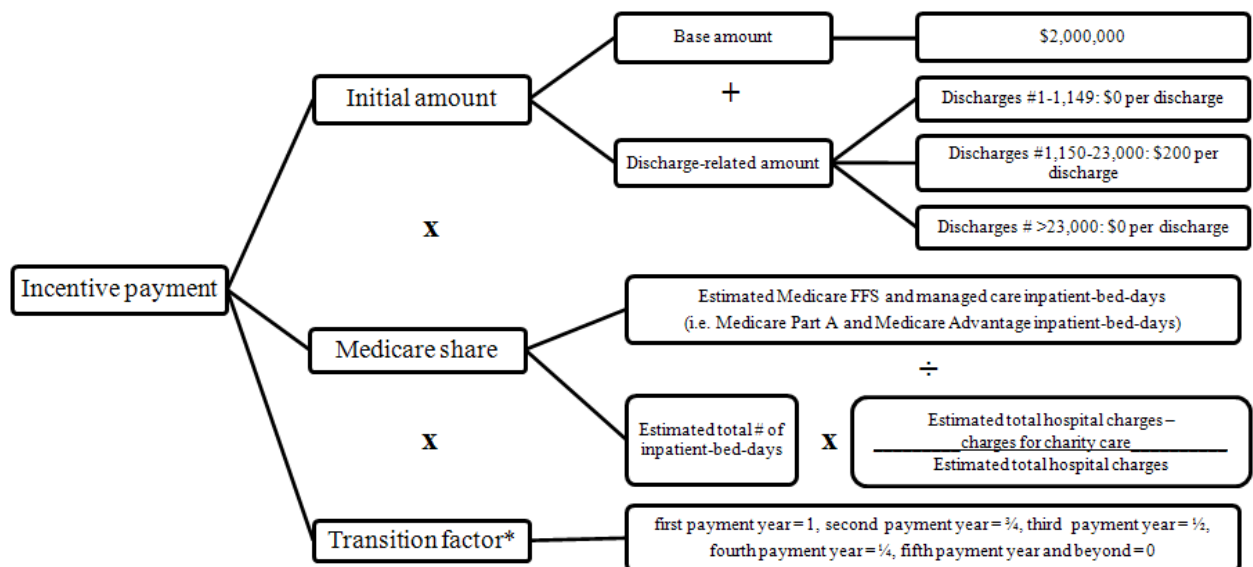 Incentive payment
Initial amount
Base amount
$2,000,000
+
Discharge-related amount
Discharges #1-1,149: $0 per discharge
Discharges #1,150-23,000: $200 per
discharge
Discharges # >23,000: $0 per discharge
x
Medicare share
Estimated Medicare FFS and managed care inpatient-bed-days
(i.e. Medicare Part A and Medicare Advantage inpatient-bed-days)
÷
Estimated total # of
inpatient-bed-days
x
Estimated total hospital charges –
charges for charity care
Estimated total hospital charges
x
Transition factor*
first payment year = 1, second payment year = ¾, third payment year = ½,
fourth payment year = ¼, fifth payment year and beyond = 0